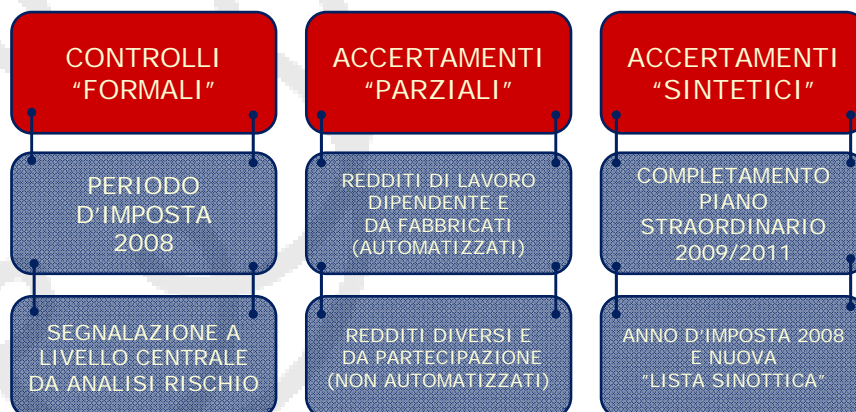 CONTROLLI
“FORMALI”
PERIODO
D’IMPOSTA
2008
SEGNALAZIONE A
LIVELLO CENTRALE
DA ANALISI RISCHIO
ACCERTAMENTI
“PARZIALI”
REDDITI DI LAVORO
DIPENDENTE E
DA FABBRICATI
(AUTOMATIZZATI)
REDDITI DIVERSI E
DA PARTECIPAZIONE
(NON AUTOMATIZZATI)
ACCERTAMENTI
“SINTETICI”
COMPLETAMENTO
PIANO
STRAORDINARIO
2009/2011
ANNO D’IMPOSTA 2008
E NUOVA
“LISTA SINOTTICA”